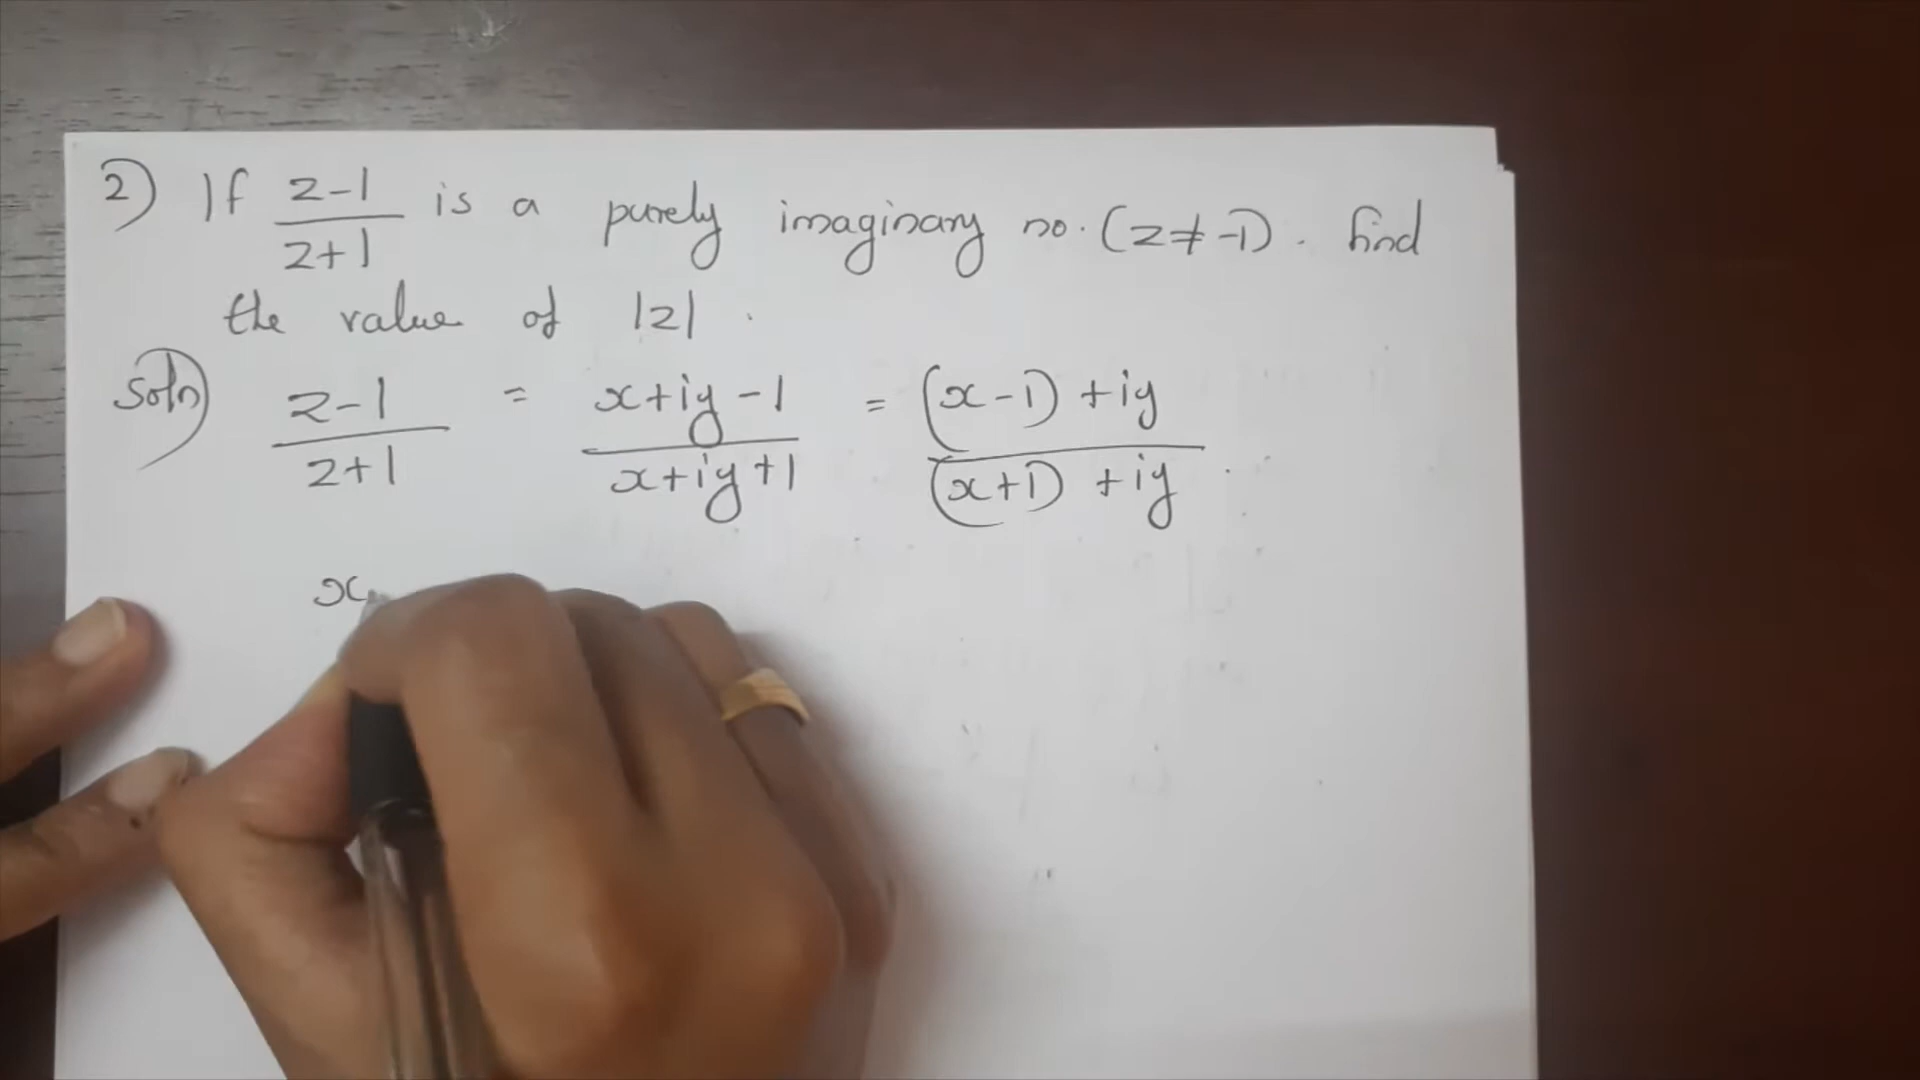 2) If z-1/z+1 is a purely imaginary no. (z≠-1). find
the value of |z|.
Soln) z-1/z+1 = x+iy-1/x+iy+1 = (x-1)+iy/(x+1)+iy.
x